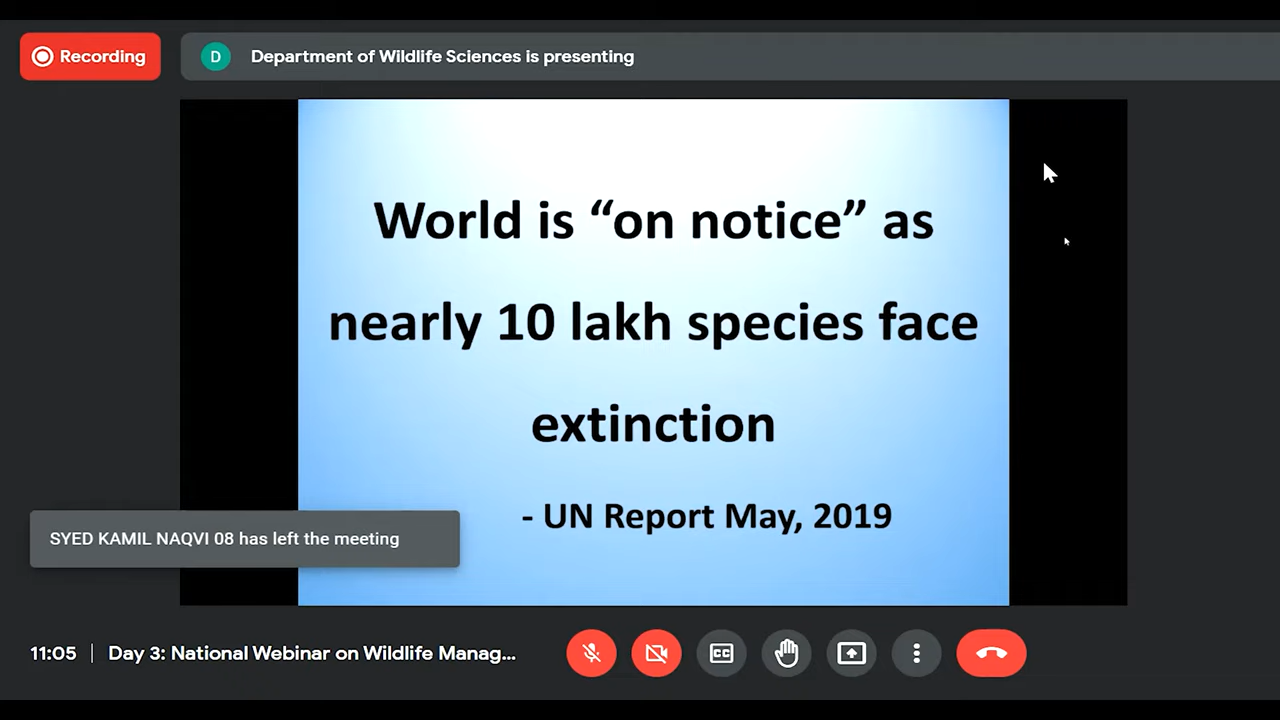 Recording
D
Department of Wildlife Sciences is presenting
World is “on notice” as
nearly 10 lakh species face
extinction
- UN Report May, 2019
SYED KAMIL NAQVI 08 has left the meeting
11:05 | Day 3: National Webinar on Wildlife Manag...
CC